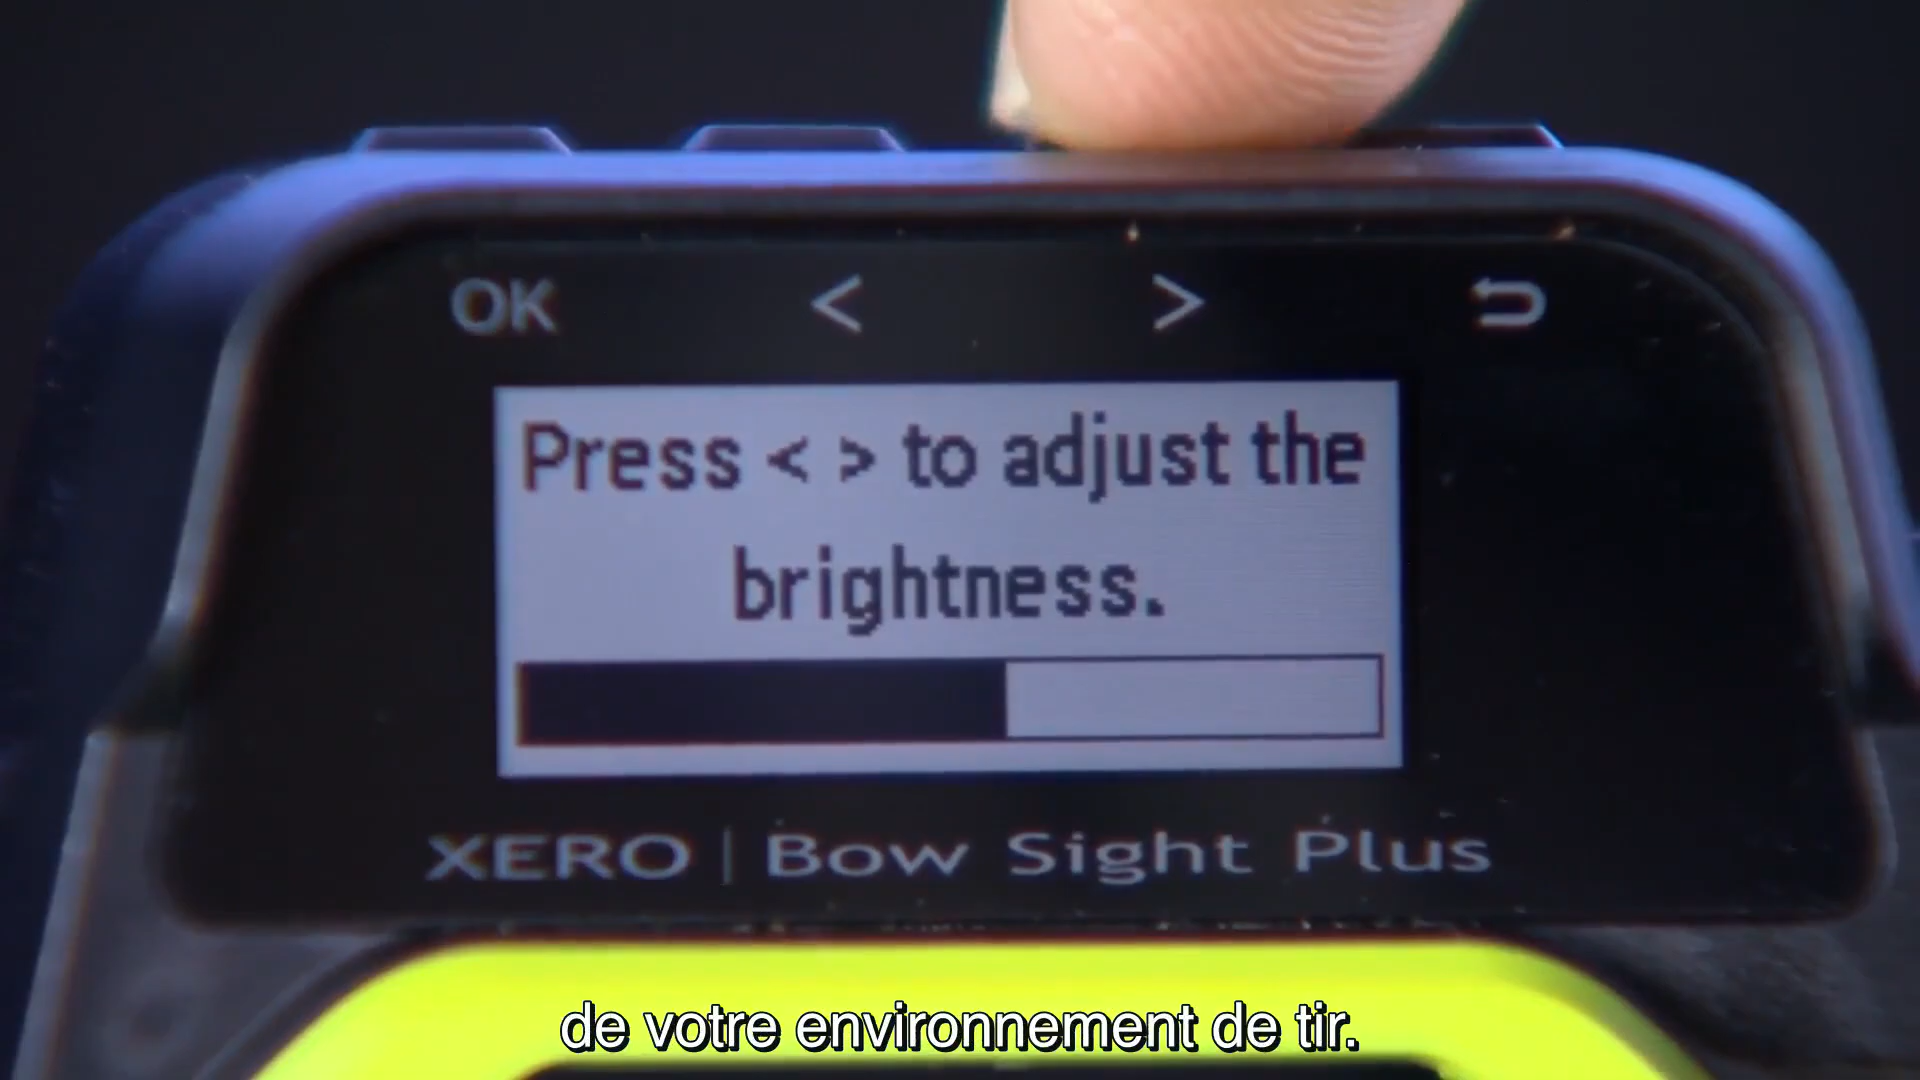 OK < >
Press < > to adjust the
brightness.
XERO | Bow Sight Plus
de votre environnement de tir.